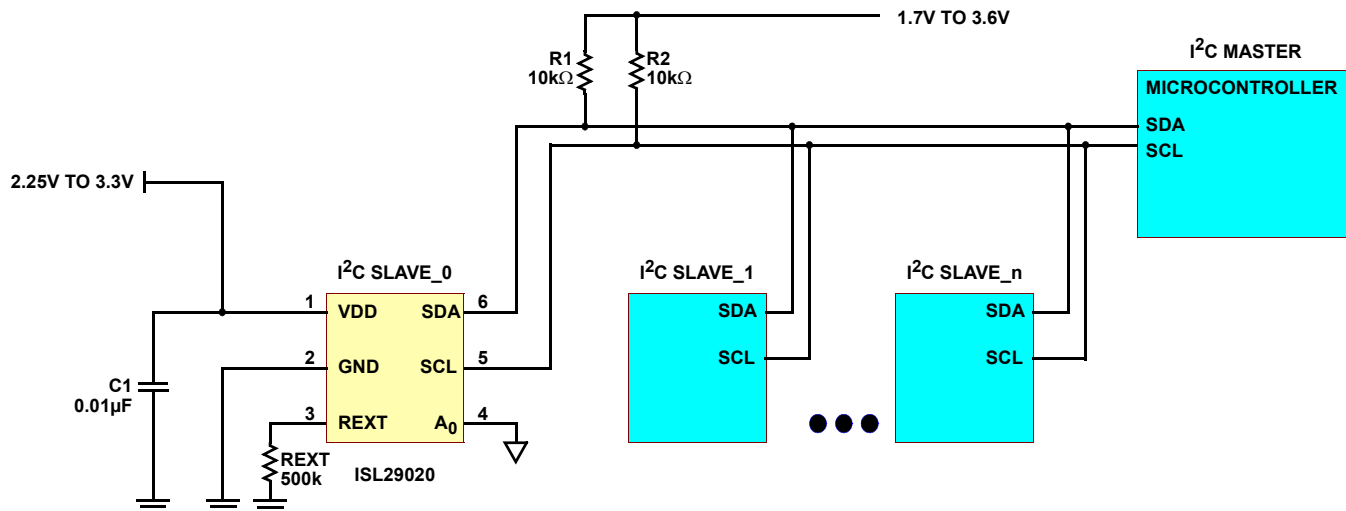 1.7V TO 3.6V
R1
10kΩ
R2
10kΩ
I²C MASTER
MICROCONTROLLER
SDA
SCL
2.25V TO 3.3V
I²C SLAVE_0
1
VDD
SDA
6
2
GND
SCL
5
3
REXT
A₀
4
C1
0.01µF
REXT
500k
ISL29020
I²C SLAVE_1
SDA
SCL
I²C SLAVE_n
SDA
SCL